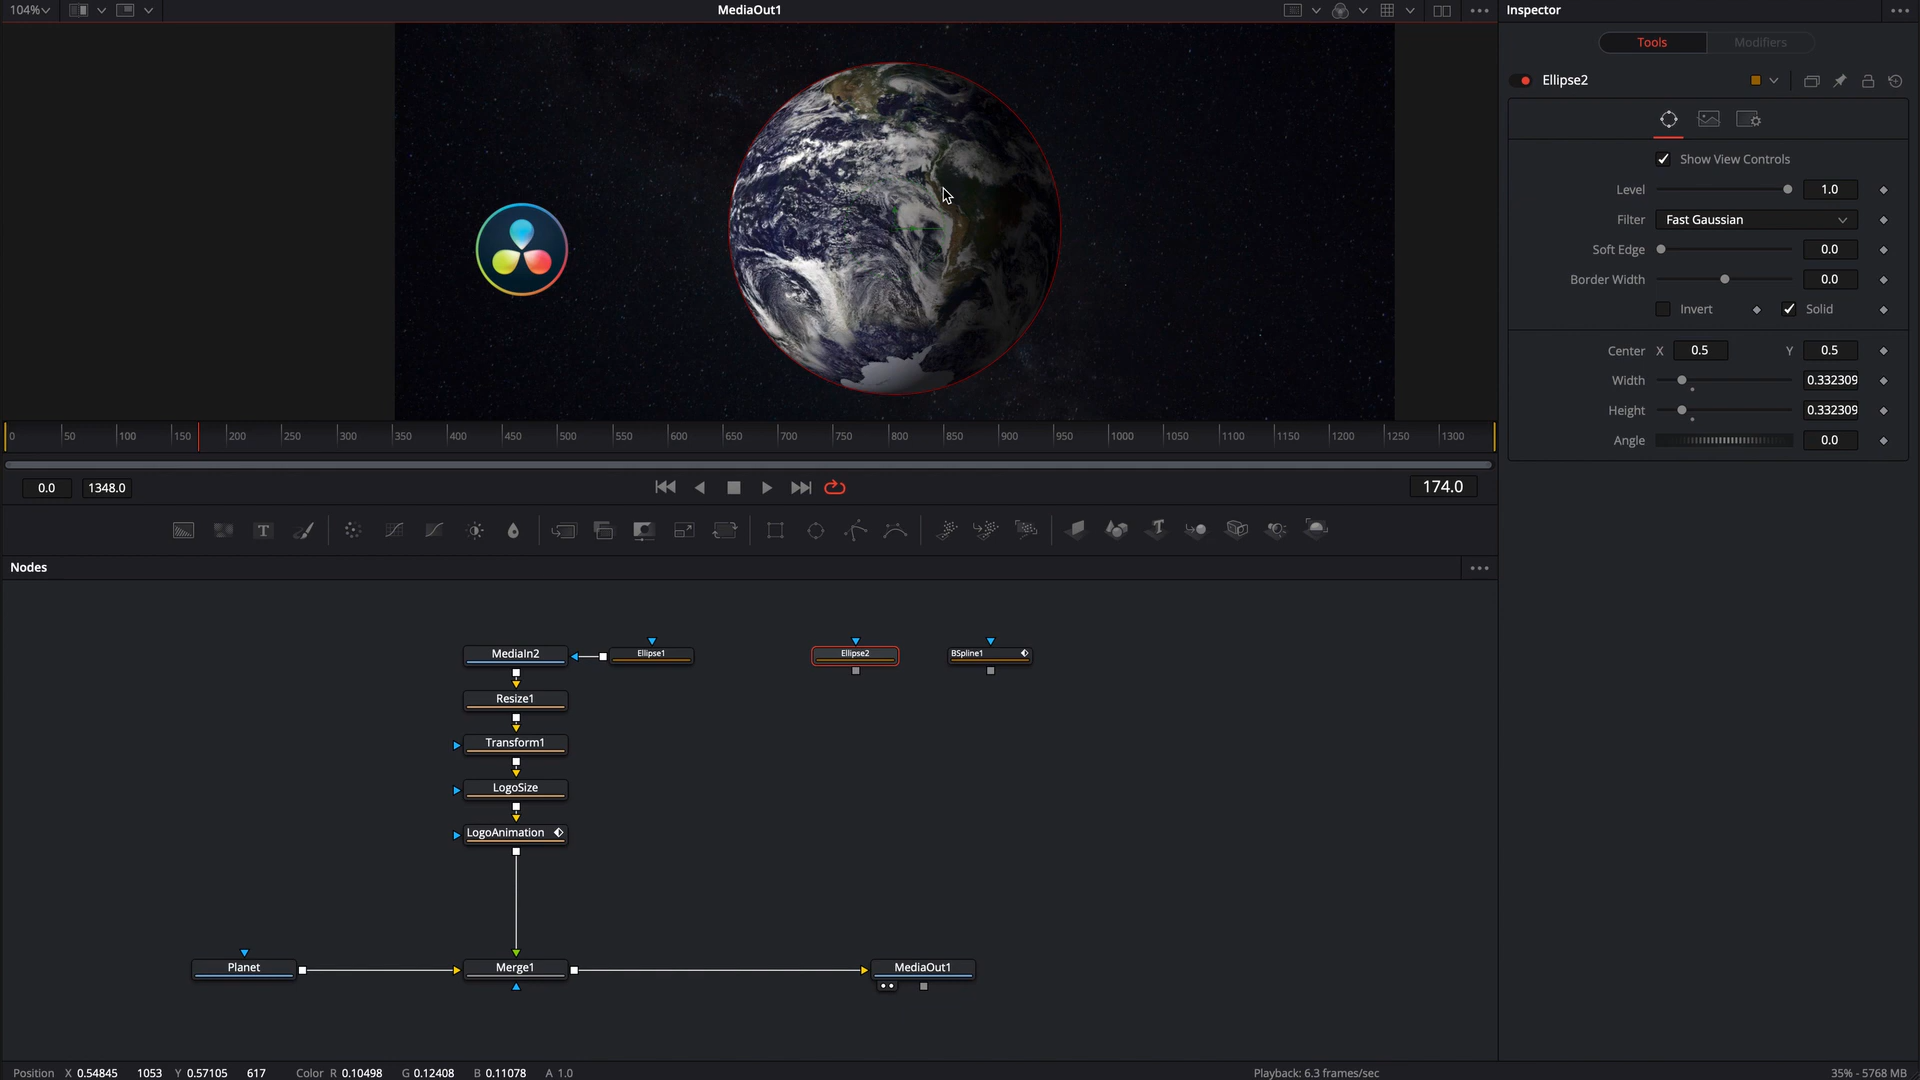 104%
MediaOut1
Inspector
Tools
Modifiers
Ellipse2
Show View Controls
Level 1.0
Filter Fast Gaussian
Soft Edge 0.0
Border Width 0.0
Invert Solid
Center X 0.5 Y 0.5
Width 0.332309
Height 0.332309
Angle 0.0
0 50 100 150 200 250 300 350 400 450 500 550 600 650 700 750 800 850 900 950 1000 1050 1100 1150 1200 1250 1300
0.0 1348.0 174.0
T
Nodes
MediaIn2 Ellipse1 Ellipse2 BSpline1
Resize1
Transform1
LogoSize
LogoAnimation
Planet Merge1 MediaOut1
Position X 0.54845 1053 Y 0.57105 617 Color R 0.10498 G 0.12408 B 0.11078 A 1.0 Playback: 6.3 frames/sec 35% - 5768 MB